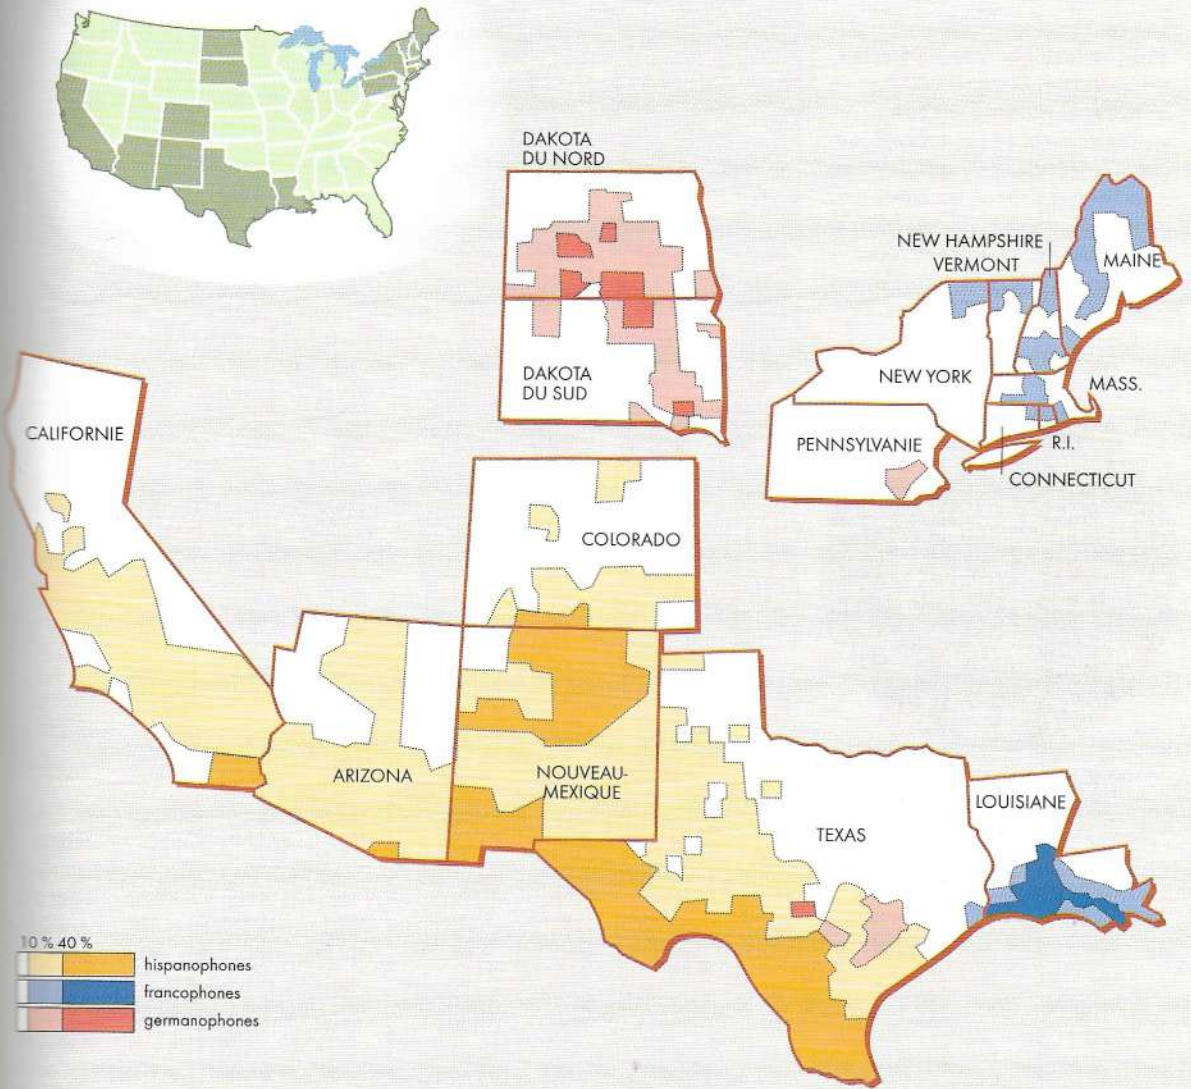 DAKOTA
DU NORD
NEW HAMPSHIRE
VERMONT
MAINE
DAKOTA
DU SUD
NEW YORK
MASS.
CALIFORNIE
PENNSYLVANIE
R.I.
CONNECTICUT
COLORADO
ARIZONA
NOUVEAU-
MEXIQUE
LOUISIANE
TEXAS
10 % 40 %
hispanophones
francophones
germanophones